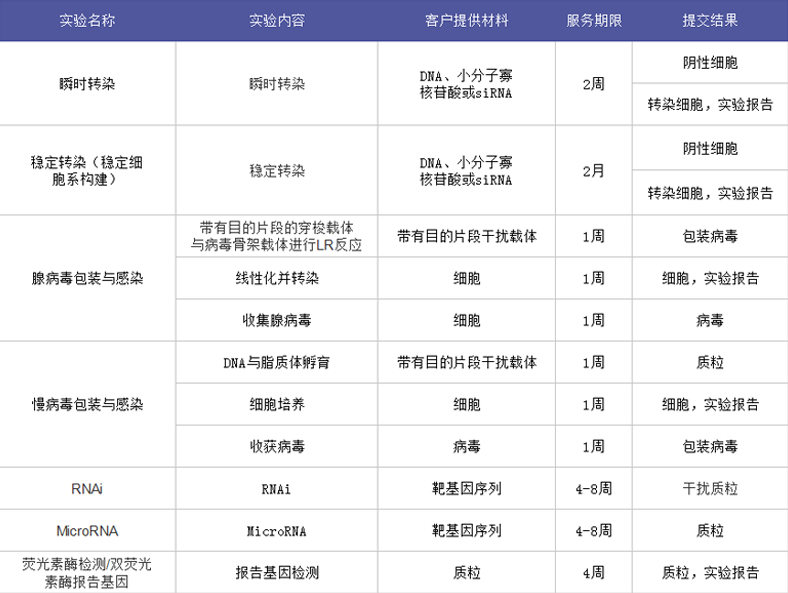 实验名称 实验内容 客户提供材料 服务期限 提交结果
瞬时转染 瞬时转染 DNA、小分子寡
核苷酸或siRNA 2周 阴性细胞
转染细胞，实验报告
稳定转染（稳定细
胞系构建） 稳定转染 DNA、小分子寡
核苷酸或siRNA 2月 阴性细胞
转染细胞，实验报告
腺病毒包装与感染 带有目的片段的穿梭载体
与病毒骨架载体进行LR反应 带有目的片段干扰载体 1周 包装病毒
线性化并转染 细胞 1周 细胞，实验报告
收集腺病毒 细胞 1周 病毒
慢病毒包装与感染 DNA与脂质体孵育 带有目的片段干扰载体 1周 质粒
细胞培养 细胞 1周 细胞，实验报告
收获病毒 病毒 1周 包装病毒
RNAi RNAi 靶基因序列 4-8周 干扰质粒
MicroRNA MicroRNA 靶基因序列 4-8周 质粒
荧光素酶检测/双荧光
素酶报告基因 报告基因检测 质粒 4周 质粒，实验报告